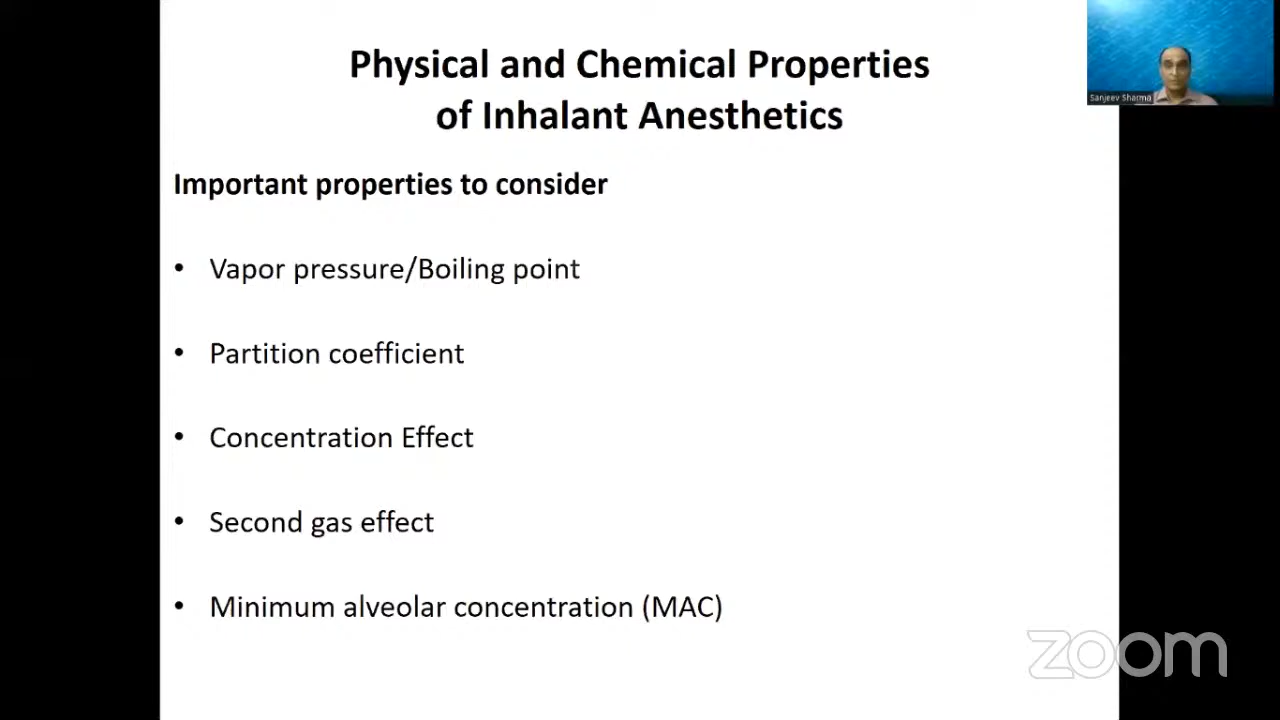 Physical and Chemical Properties
of Inhalant Anesthetics
Sanjeev Sharma
Important properties to consider
• Vapor pressure/Boiling point
• Partition coefficient
• Concentration Effect
• Second gas effect
• Minimum alveolar concentration (MAC)
zoom